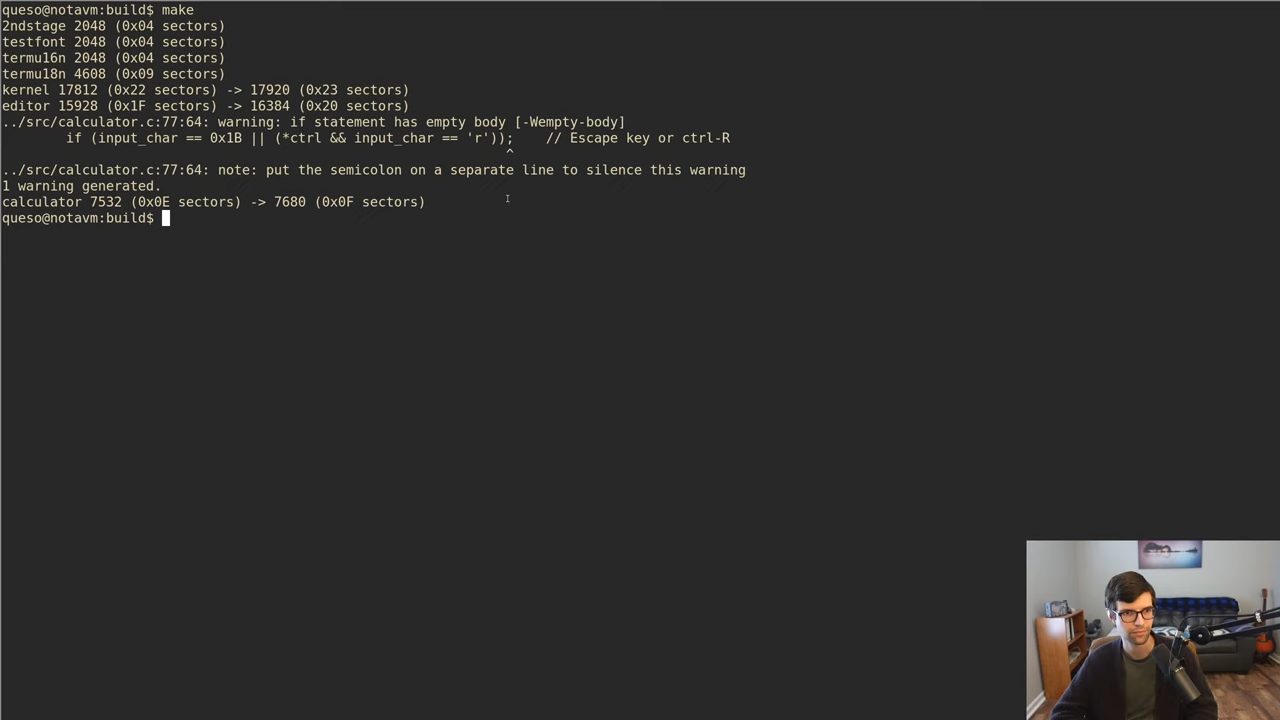 queso@notavm:build$ make
2ndstage 2048 (0x04 sectors)
testfont 2048 (0x04 sectors)
termu16n 2048 (0x04 sectors)
termu18n 4608 (0x09 sectors)
kernel 17812 (0x22 sectors) -> 17920 (0x23 sectors)
editor 15928 (0x1F sectors) -> 16384 (0x20 sectors)
../src/calculator.c:77:64: warning: if statement has empty body [-Wempty-body]
        if (input_char == 0x1B || (*ctrl && input_char == 'r'));    // Escape key or ctrl-R
                                                               ^
../src/calculator.c:77:64: note: put the semicolon on a separate line to silence this warning
1 warning generated.
calculator 7532 (0x0E sectors) -> 7680 (0x0F sectors)
queso@notavm:build$